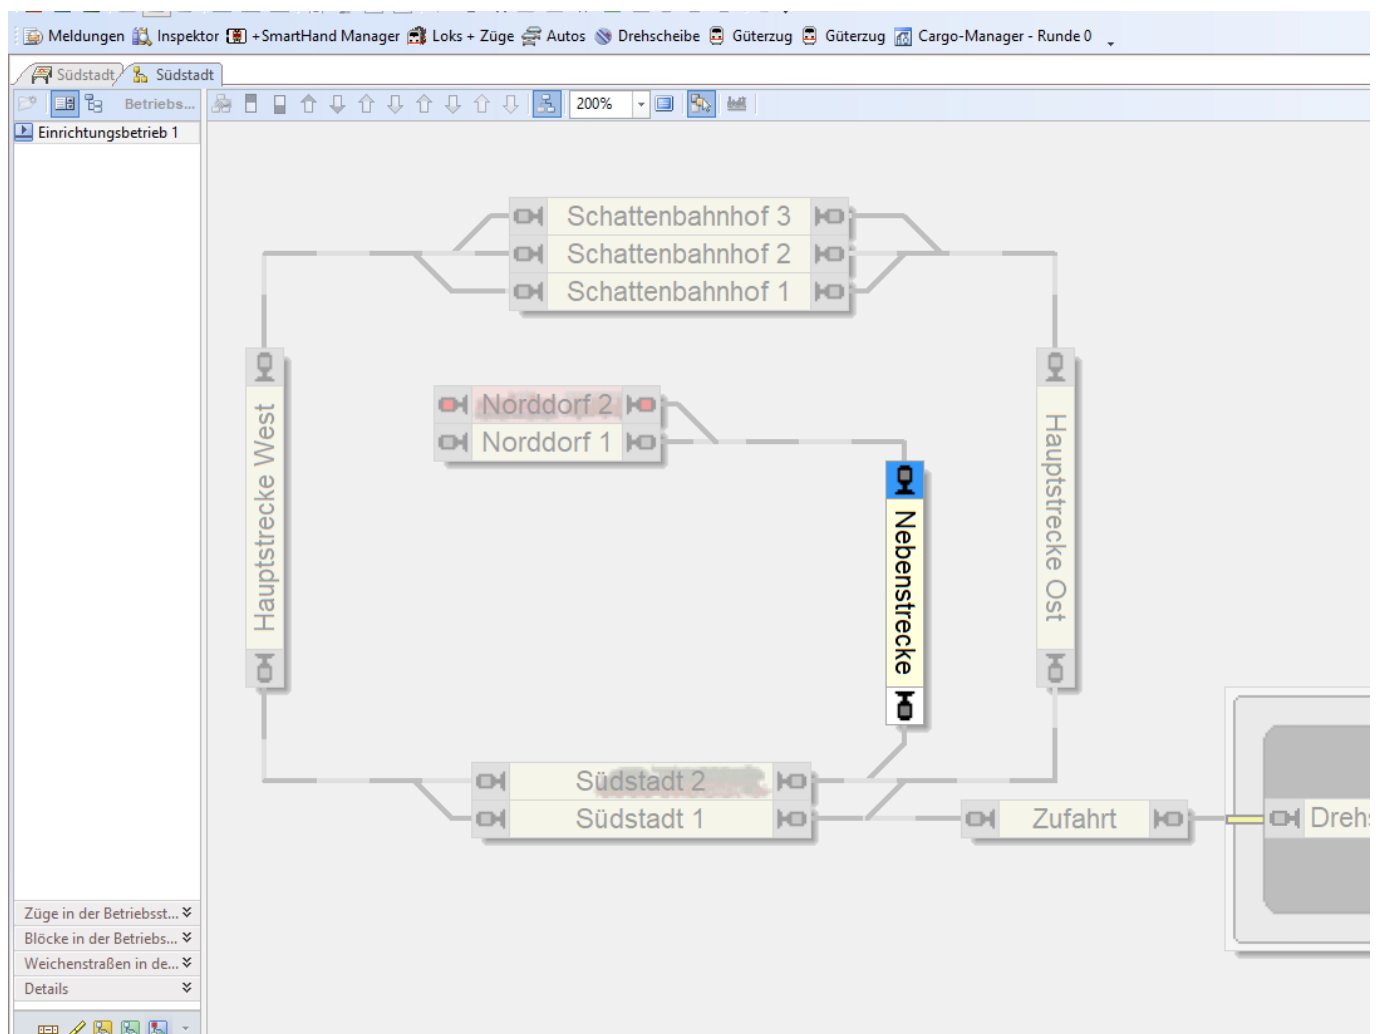 Meldungen Inspektor +SmartHand Manager Loks + Züge Autos Drehscheibe Güterzug Güterzug Cargo-Manager - Runde 0
Südstadt Südstadt
Betriebs... 200%
Einrichtungsbetrieb 1
Schattenbahnhof 3
Schattenbahnhof 2
Schattenbahnhof 1
Norddorf 2
Norddorf 1
Hauptstrecke West
Nebenstrecke
Hauptstrecke Ost
Südstadt 2
Südstadt 1
Zufahrt
Drehs
Züge in der Betriebsst...
Blöcke in der Betriebs...
Weichenstraßen in de...
Details